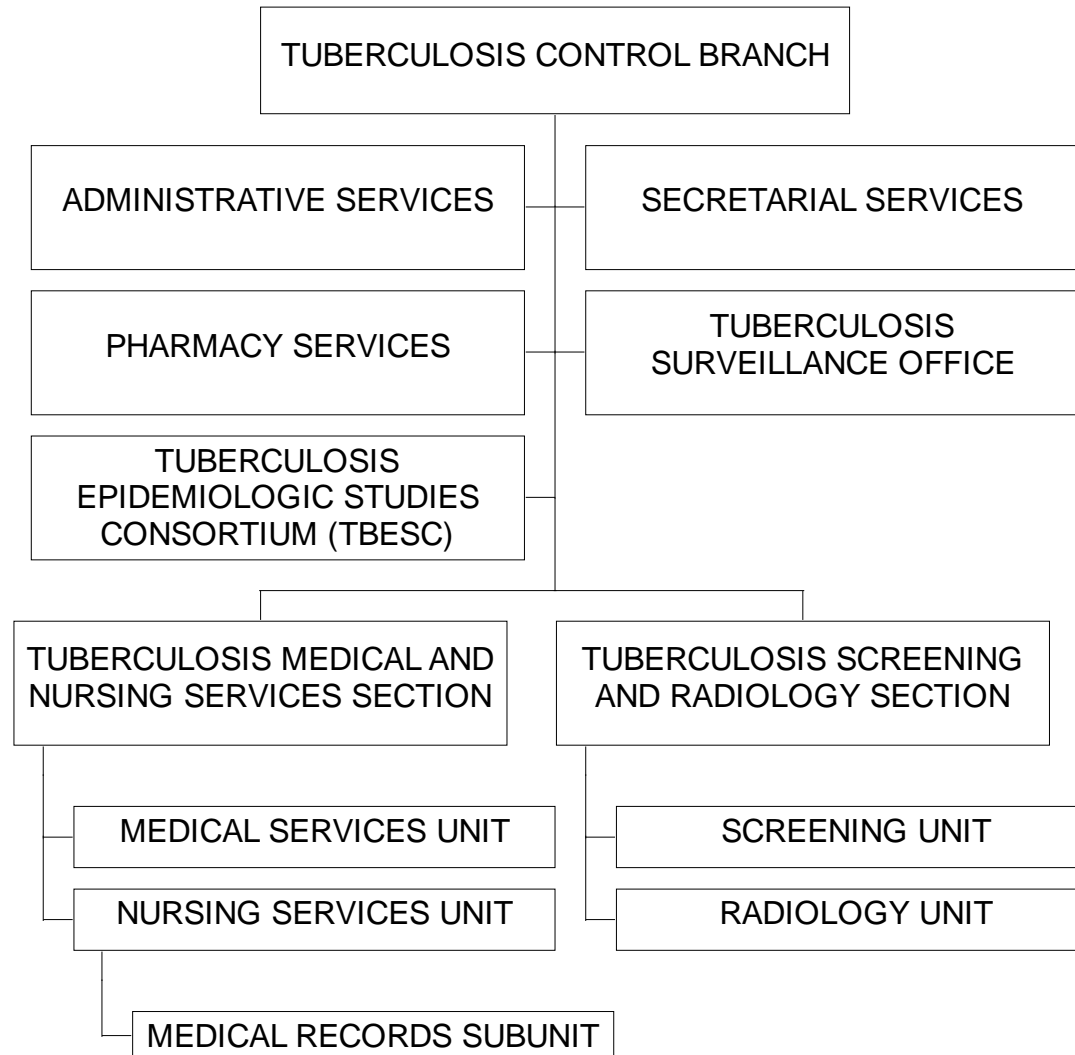 TUBERCULOSIS CONTROL BRANCH
ADMINISTRATIVE SERVICES
SECRETARIAL SERVICES
PHARMACY SERVICES
TUBERCULOSIS
SURVEILLANCE OFFICE
TUBERCULOSIS
EPIDEMIOLOGIC STUDIES
CONSORTIUM (TBESC)
TUBERCULOSIS MEDICAL AND
NURSING SERVICES SECTION
TUBERCULOSIS SCREENING
AND RADIOLOGY SECTION
MEDICAL SERVICES UNIT
SCREENING UNIT
NURSING SERVICES UNIT
RADIOLOGY UNIT
MEDICAL RECORDS SUBUNIT